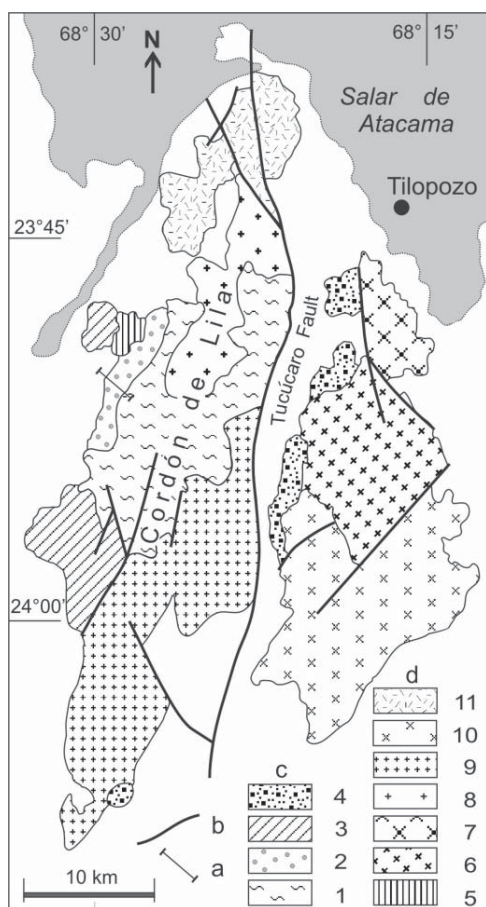 68° 30' 68° 15'
N
Salar de
Atacama
Tilopozo
23°45'
Cordón de Lila
Tucúcaro Fault
24°00'
d
11
10
c 9
4 8
b 3 7
2 6
a 1 5
10 km